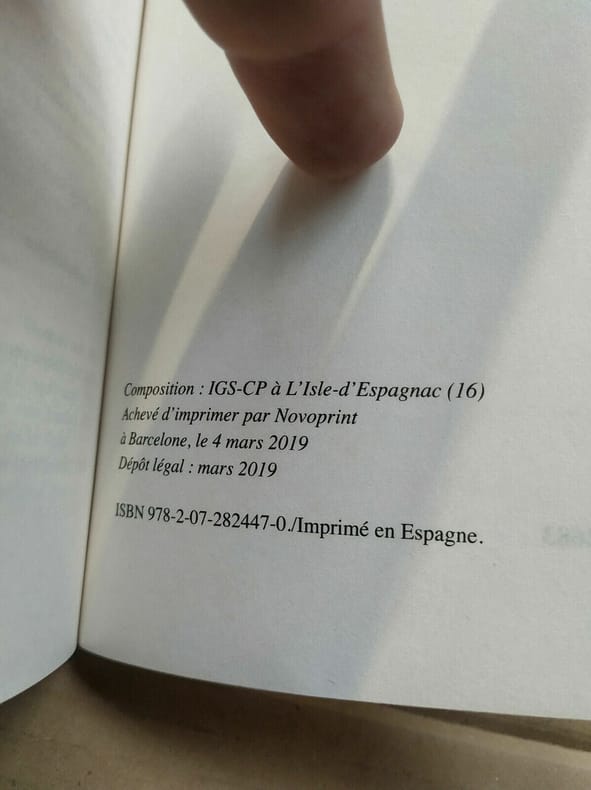 Composition : IGS-CP à L'Isle-d'Espagnac (16)
Achevé d'imprimer par Novoprint
à Barcelone, le 4 mars 2019
Dépôt légal : mars 2019
ISBN 978-2-07-282447-0./Imprimé en Espagne.